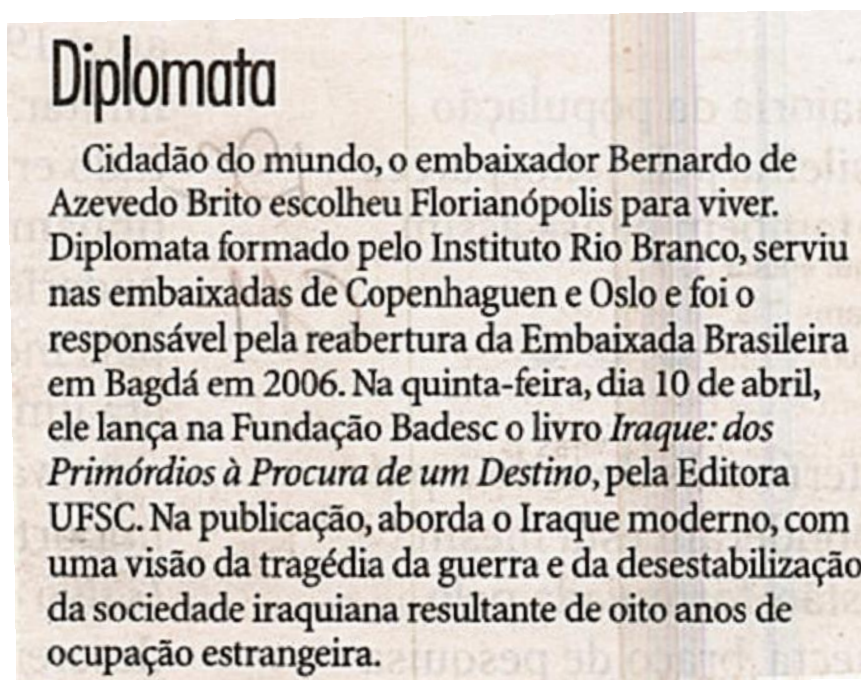 Diplomata
Cidadão do mundo, o embaixador Bernardo de
Azevedo Brito escolheu Florianópolis para viver.
Diplomata formado pelo Instituto Rio Branco, serviu
nas embaixadas de Copenhaguen e Oslo e foi o
responsável pela reabertura da Embaixada Brasileira
em Bagdá em 2006. Na quinta-feira, dia 10 de abril,
ele lança na Fundação Badesc o livro Iraque: dos
Primórdios à Procura de um Destino, pela Editora
UFSC. Na publicação, aborda o Iraque moderno, com
uma visão da tragédia da guerra e da desestabilização
da sociedade iraquiana resultante de oito anos de
ocupação estrangeira.